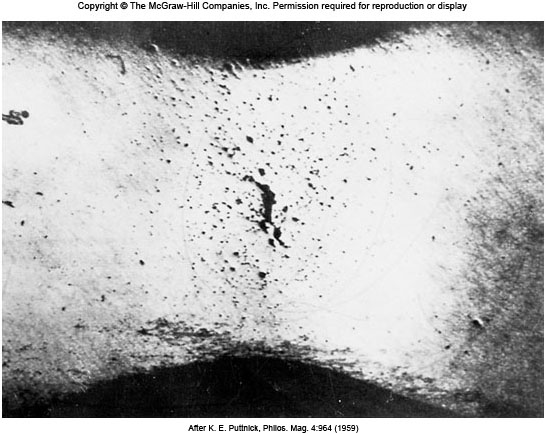 Copyright © The McGraw-Hill Companies, Inc. Permission required for reproduction or display
After K. E. Puttnick, Philos. Mag. 4:964 (1959)